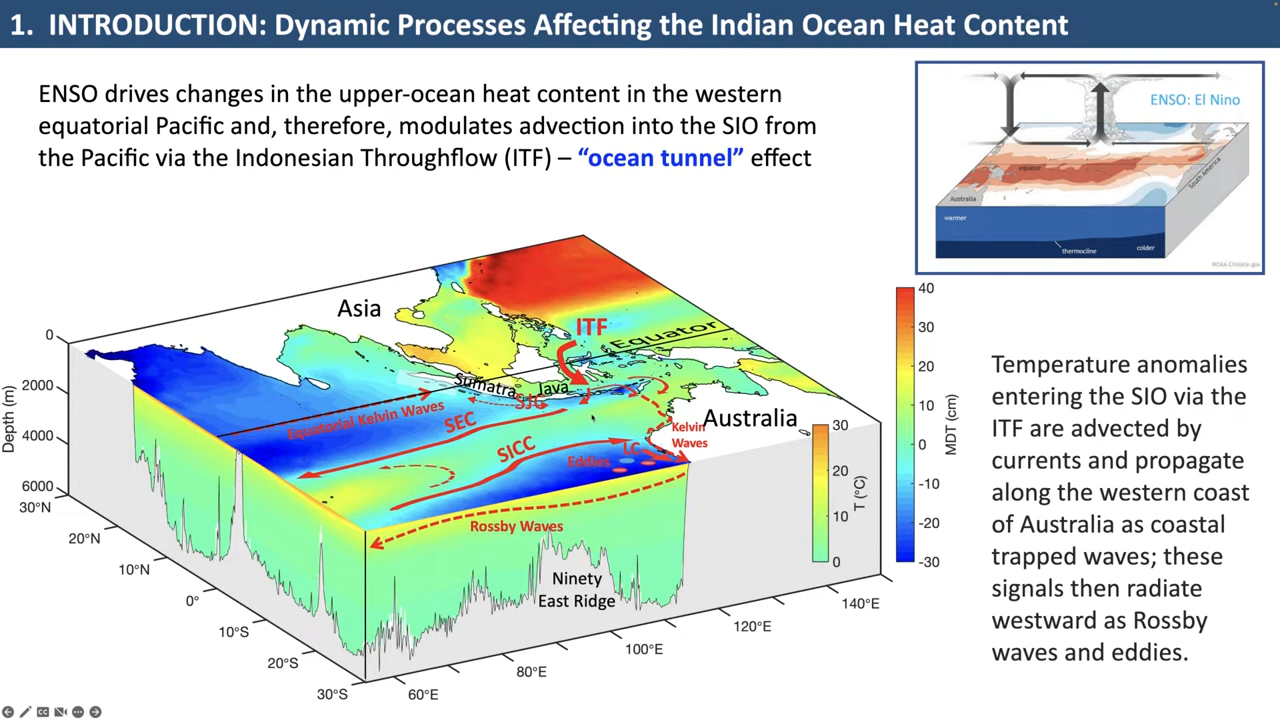 1. INTRODUCTION: Dynamic Processes Affecting the Indian Ocean Heat Content
ENSO drives changes in the upper-ocean heat content in the western
equatorial Pacific and, therefore, modulates advection into the SIO from
the Pacific via the Indonesian Throughflow (ITF) – “ocean tunnel” effect
ENSO: El Nino
equator
South America
Australia
warmer
thermocline
colder
NOAA Climate.gov
Asia
ITF
Equator
Sumatra
Java
SJC
Equatorial Kelvin Waves
SEC
SICC
Australia
Kelvin
Waves
LC
Eddies
Rossby Waves
Ninety
East Ridge
Depth (m)
0
2000
4000
6000
30°N
20°N
10°N
0°
10°S
20°S
30°S
60°E
80°E
100°E
120°E
140°E
30
20
10
0
T (°C)
40
30
20
10
0
-10
-20
-30
MDT (cm)
Temperature anomalies
entering the SIO via the
ITF are advected by
currents and propagate
along the western coast
of Australia as coastal
trapped waves; these
signals then radiate
westward as Rossby
waves and eddies.